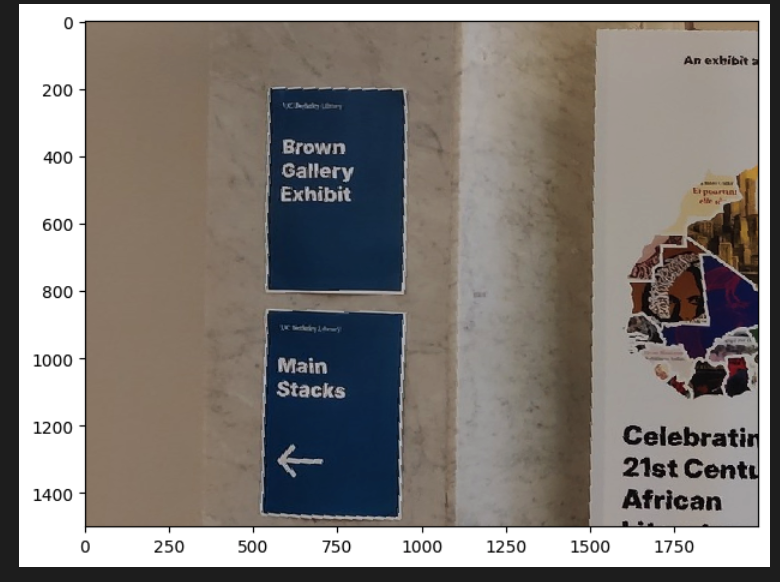 0
200
400
600
800
1000
1200
1400
UC Berkeley Library
Brown
Gallery
Exhibit
UC Berkeley Library
Main
Stacks
←
An exhibit a
Celebratin
21st Centu
African
0 250 500 750 1000 1250 1500 1750